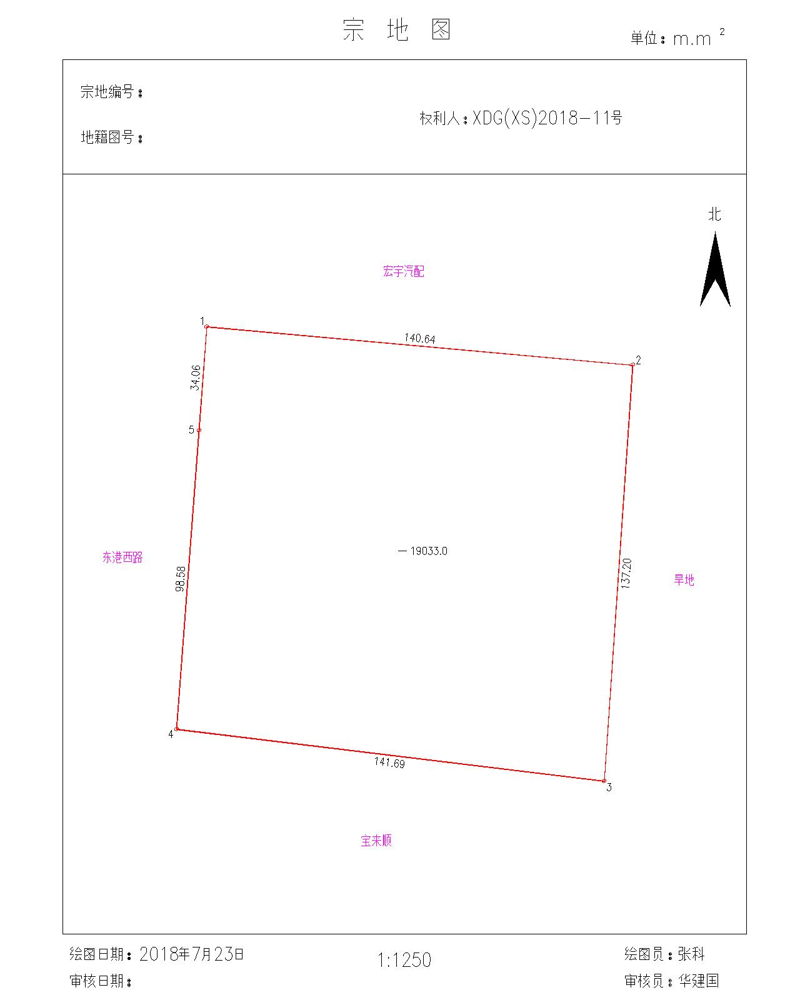 宗 地 图
单位：m.m²
宗地编号：
权利人：XDG(XS)2018-11号
地籍图号：
北
宏宇汽配
1
140.64
2
34.06
5
— 19033.0
东港西路
98.58
137.20
旱地
4
141.69
3
宝来顺
绘图日期：2018年7月23日
1:1250
绘图员：张科
审核日期：
审核员：华建国